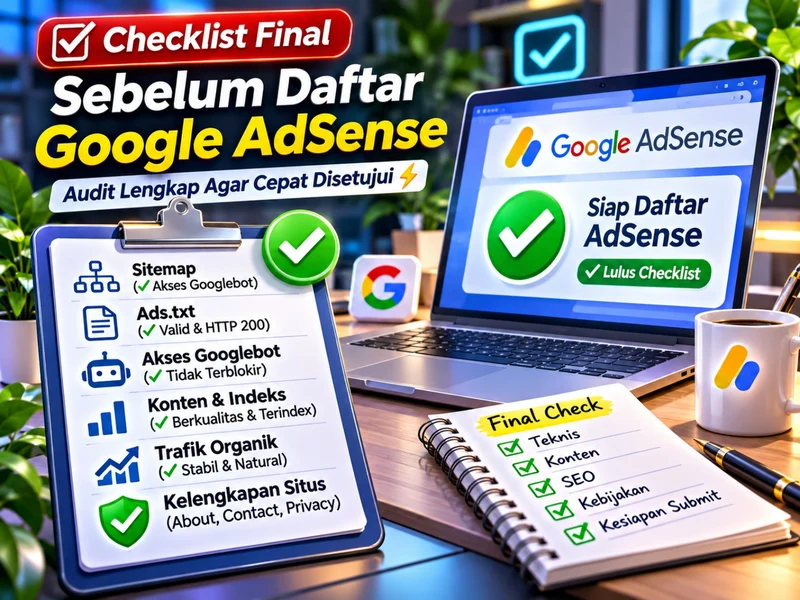 Checklist Final
Sebelum Daftar
Google AdSense
Audit Lengkap Agar Cepat Disetujui
Sitemap
(✓ Akses Googlebot)
Ads.txt
(✓ Valid & HTTP 200)
Akses Googlebot
(✓ Tidak Terblokir)
Konten & Indeks
(✓ Berkualitas & Terindex)
Trafik Organik
(✓ Stabil & Natural)
Kelengkapan Situs
(About, Contact, Privacy)
Google AdSense
Siap Daftar
AdSense
✓ Lulus Checklist
G
Final Check
Teknis
Konten
SEO
Kebijakan
Kesiapan Submit